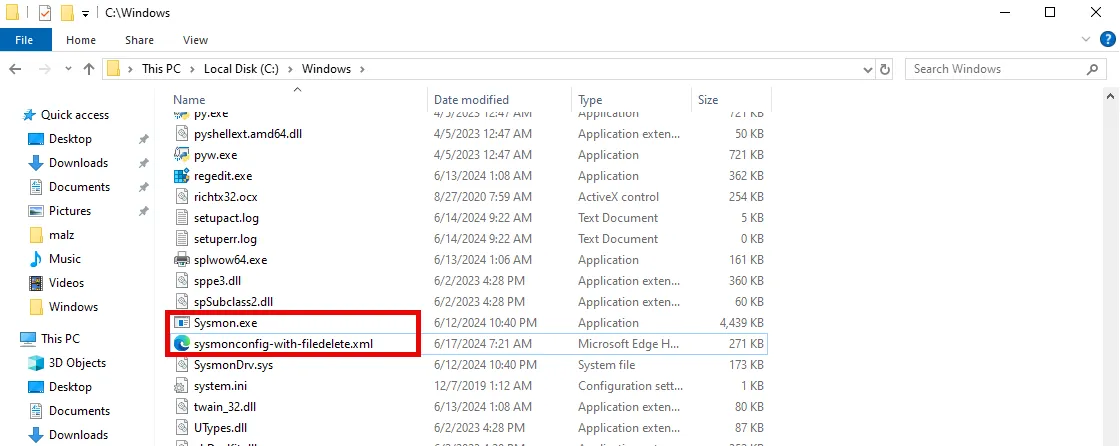 C:\Windows
File Home Share View
This PC Local Disk (C:) Windows Search Windows
Name Date modified Type Size
Quick access
Desktop
Downloads
Documents
Pictures
malz
Music
Videos
Windows
This PC
3D Objects
Desktop
Documents
Downloads
py.exe 4/5/2023 12:47 AM Application 721 KB
pyshellext.amd64.dll 4/5/2023 12:47 AM Application exten... 50 KB
pyw.exe 4/5/2023 12:47 AM Application 721 KB
regedit.exe 6/13/2024 1:08 AM Application 362 KB
richtx32.ocx 8/27/2020 7:59 AM ActiveX control 254 KB
setupact.log 6/14/2024 9:22 AM Text Document 5 KB
setuperr.log 6/14/2024 9:22 AM Text Document 0 KB
splwow64.exe 6/13/2024 1:06 AM Application 161 KB
sppe3.dll 6/2/2023 4:28 PM Application exten... 360 KB
spSubclass2.dll 6/2/2023 4:28 PM Application exten... 60 KB
Sysmon.exe 6/12/2024 10:40 PM Application 4,439 KB
sysmonconfig-with-filedelete.xml 6/17/2024 7:21 AM Microsoft Edge H... 271 KB
SysmonDrv.sys 6/12/2024 10:40 PM System file 173 KB
system.ini 12/7/2019 1:12 AM Configuration sett... 1 KB
twain_32.dll 6/13/2024 1:08 AM Application exten... 80 KB
UTypes.dll 6/2/2023 4:28 PM Application exten... 87 KB